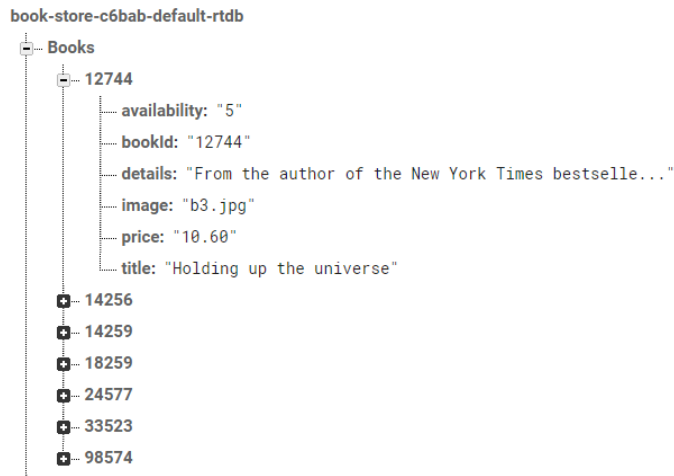 book-store-c6bab-default-rtdb
Books
12744
availability: "5"
bookId: "12744"
details: "From the author of the New York Times bestselle..."
image: "b3.jpg"
price: "10.60"
title: "Holding up the universe"
14256
14259
18259
24577
33523
98574